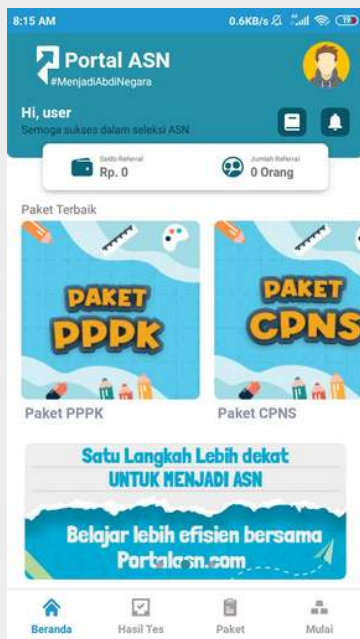 8:15 AM 0.6KB/s 19
Portal ASN
#MenjadiAbdiNegara
Hi, user
Semoga sukses dalam seleksi ASN
Saldo Referral
Rp. 0
Jumlah Referral
0 Orang
Paket Terbaik
PAKET
PPPK
PAKET
CPNS
Paket PPPK
Paket CPNS
Satu Langkah Lebih dekat
UNTUK MENJADI ASN
Belajar lebih efisien bersama
Portalasn.com
Beranda
Hasil Tes
Paket
Mulai